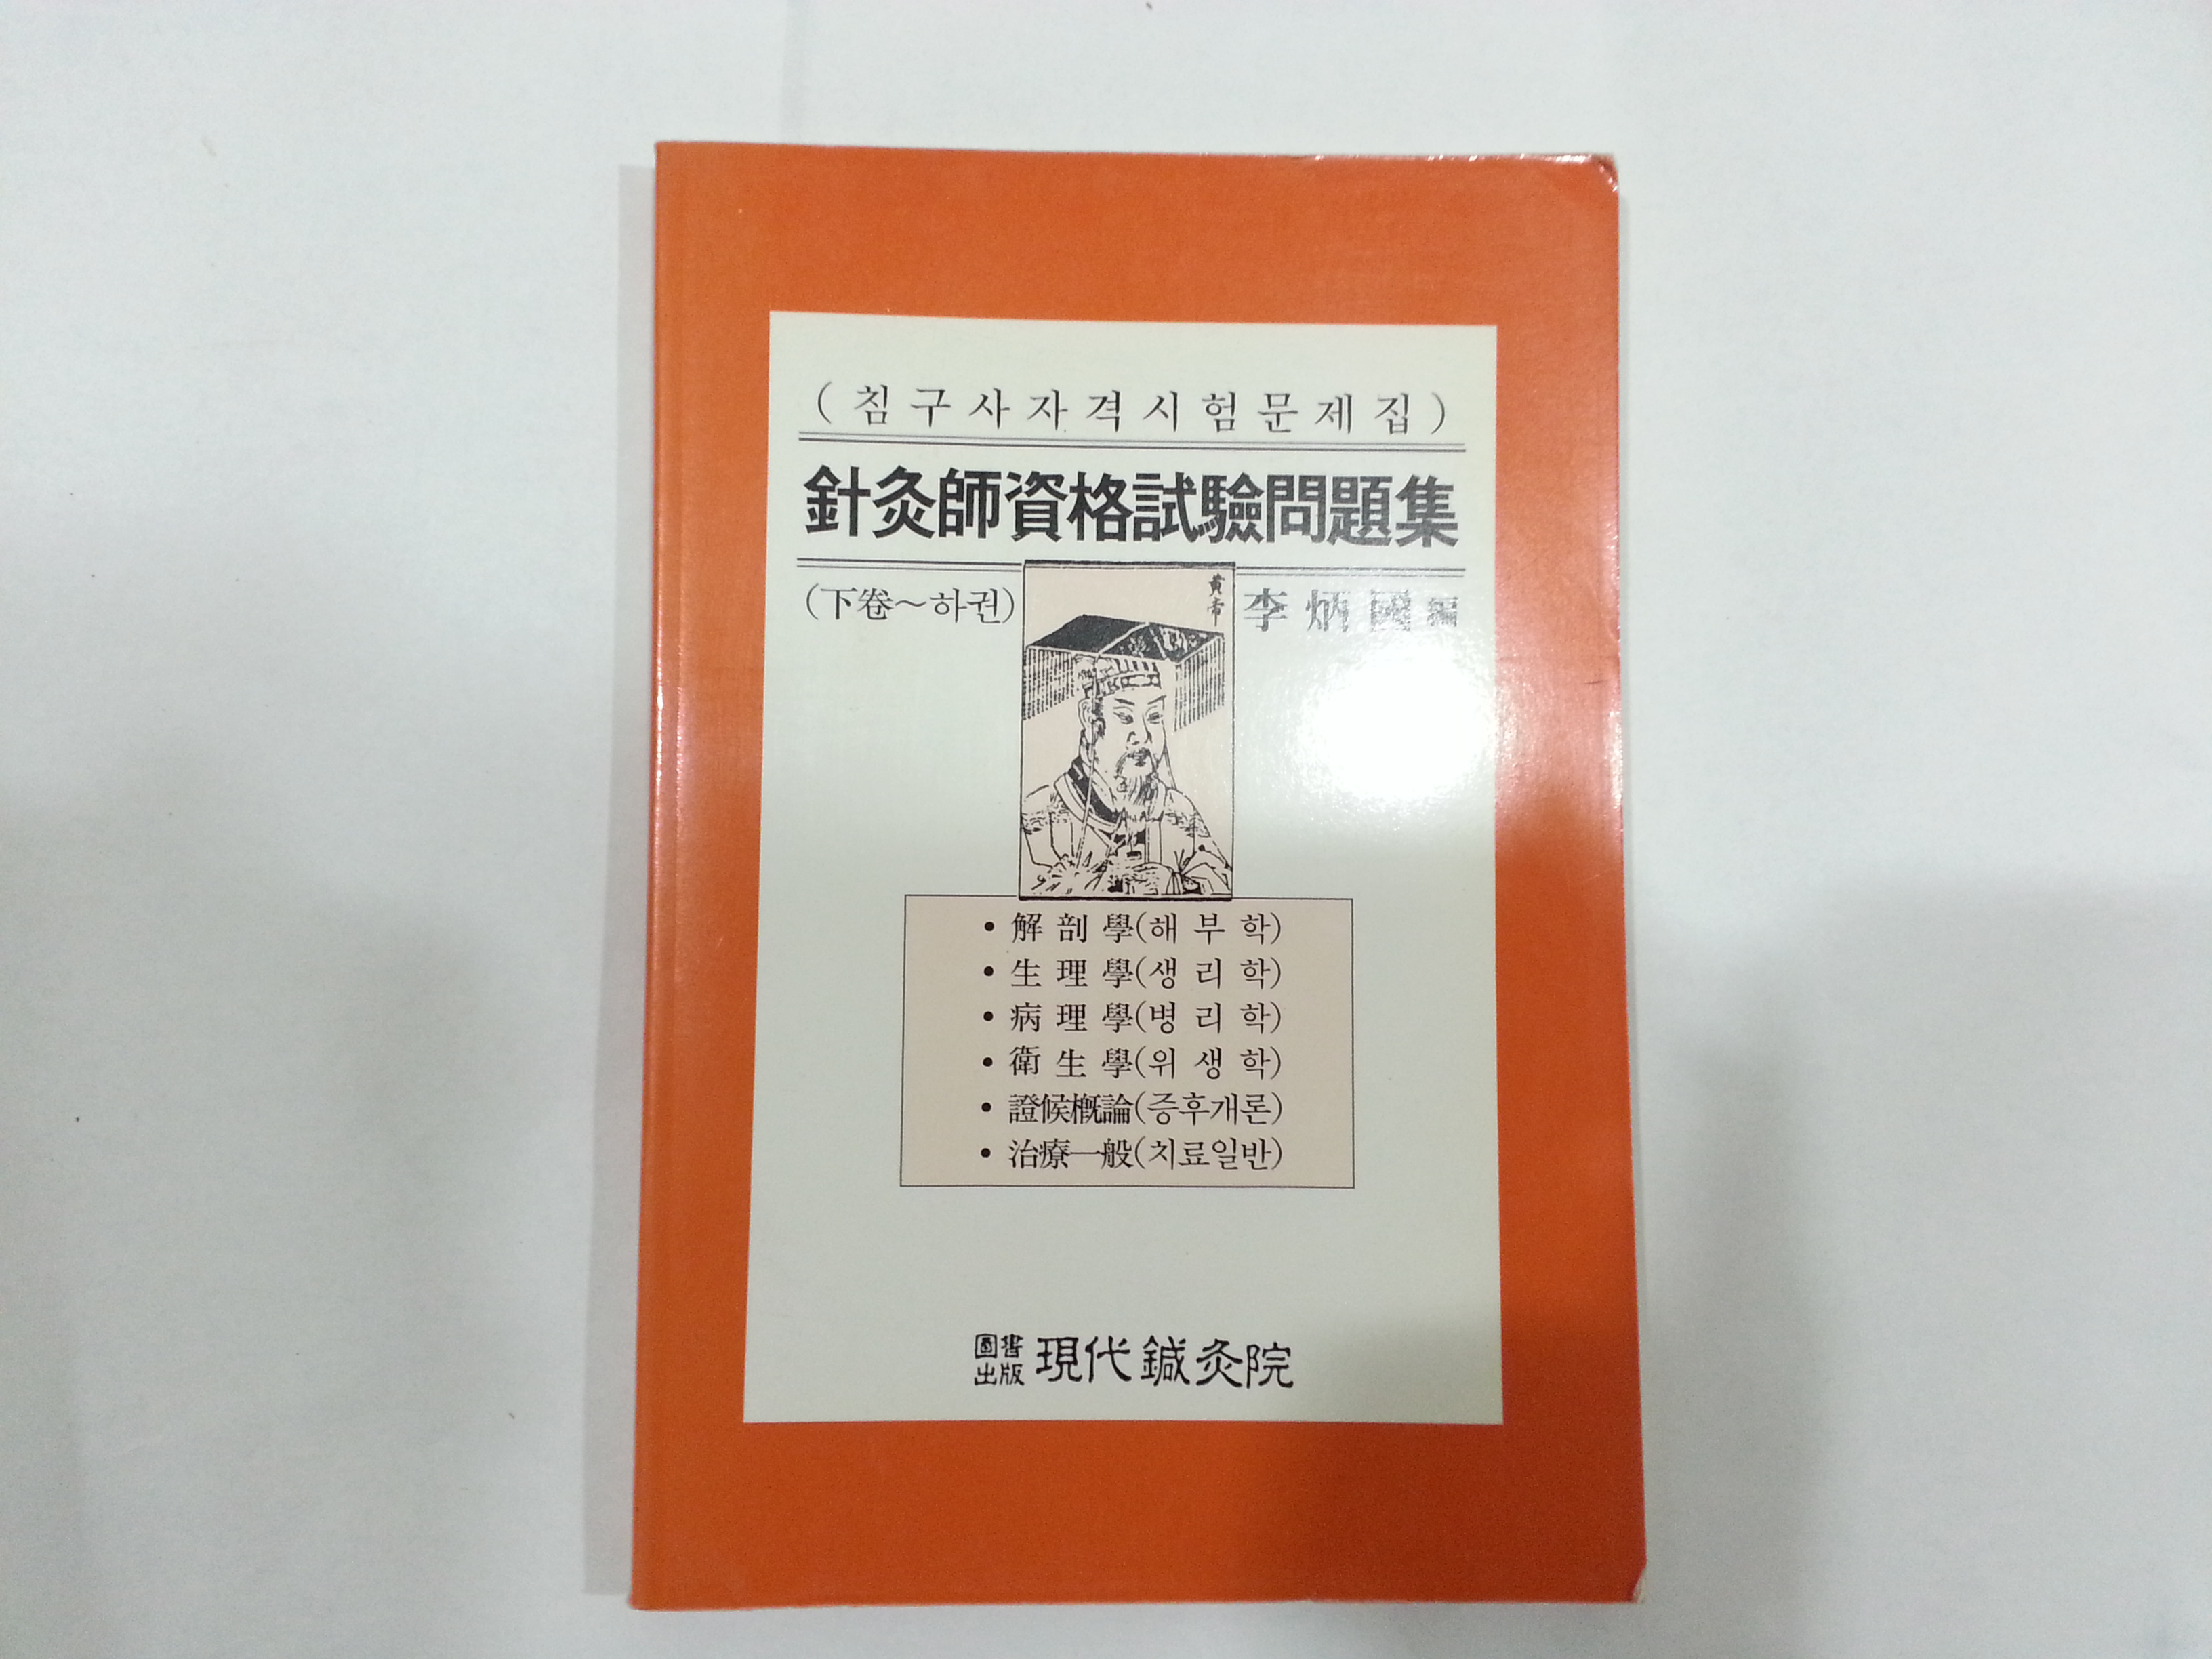 (침구사자격시험문제집)
針灸師資格試驗問題集
(下卷～하권)
黃帝
李炳國 編
• 解剖學(해부학)
• 生理學(생리학)
• 病理學(병리학)
• 衛生學(위생학)
• 證候槪論(증후개론)
• 治療一般(치료일반)
圖書出版 現代鍼灸院